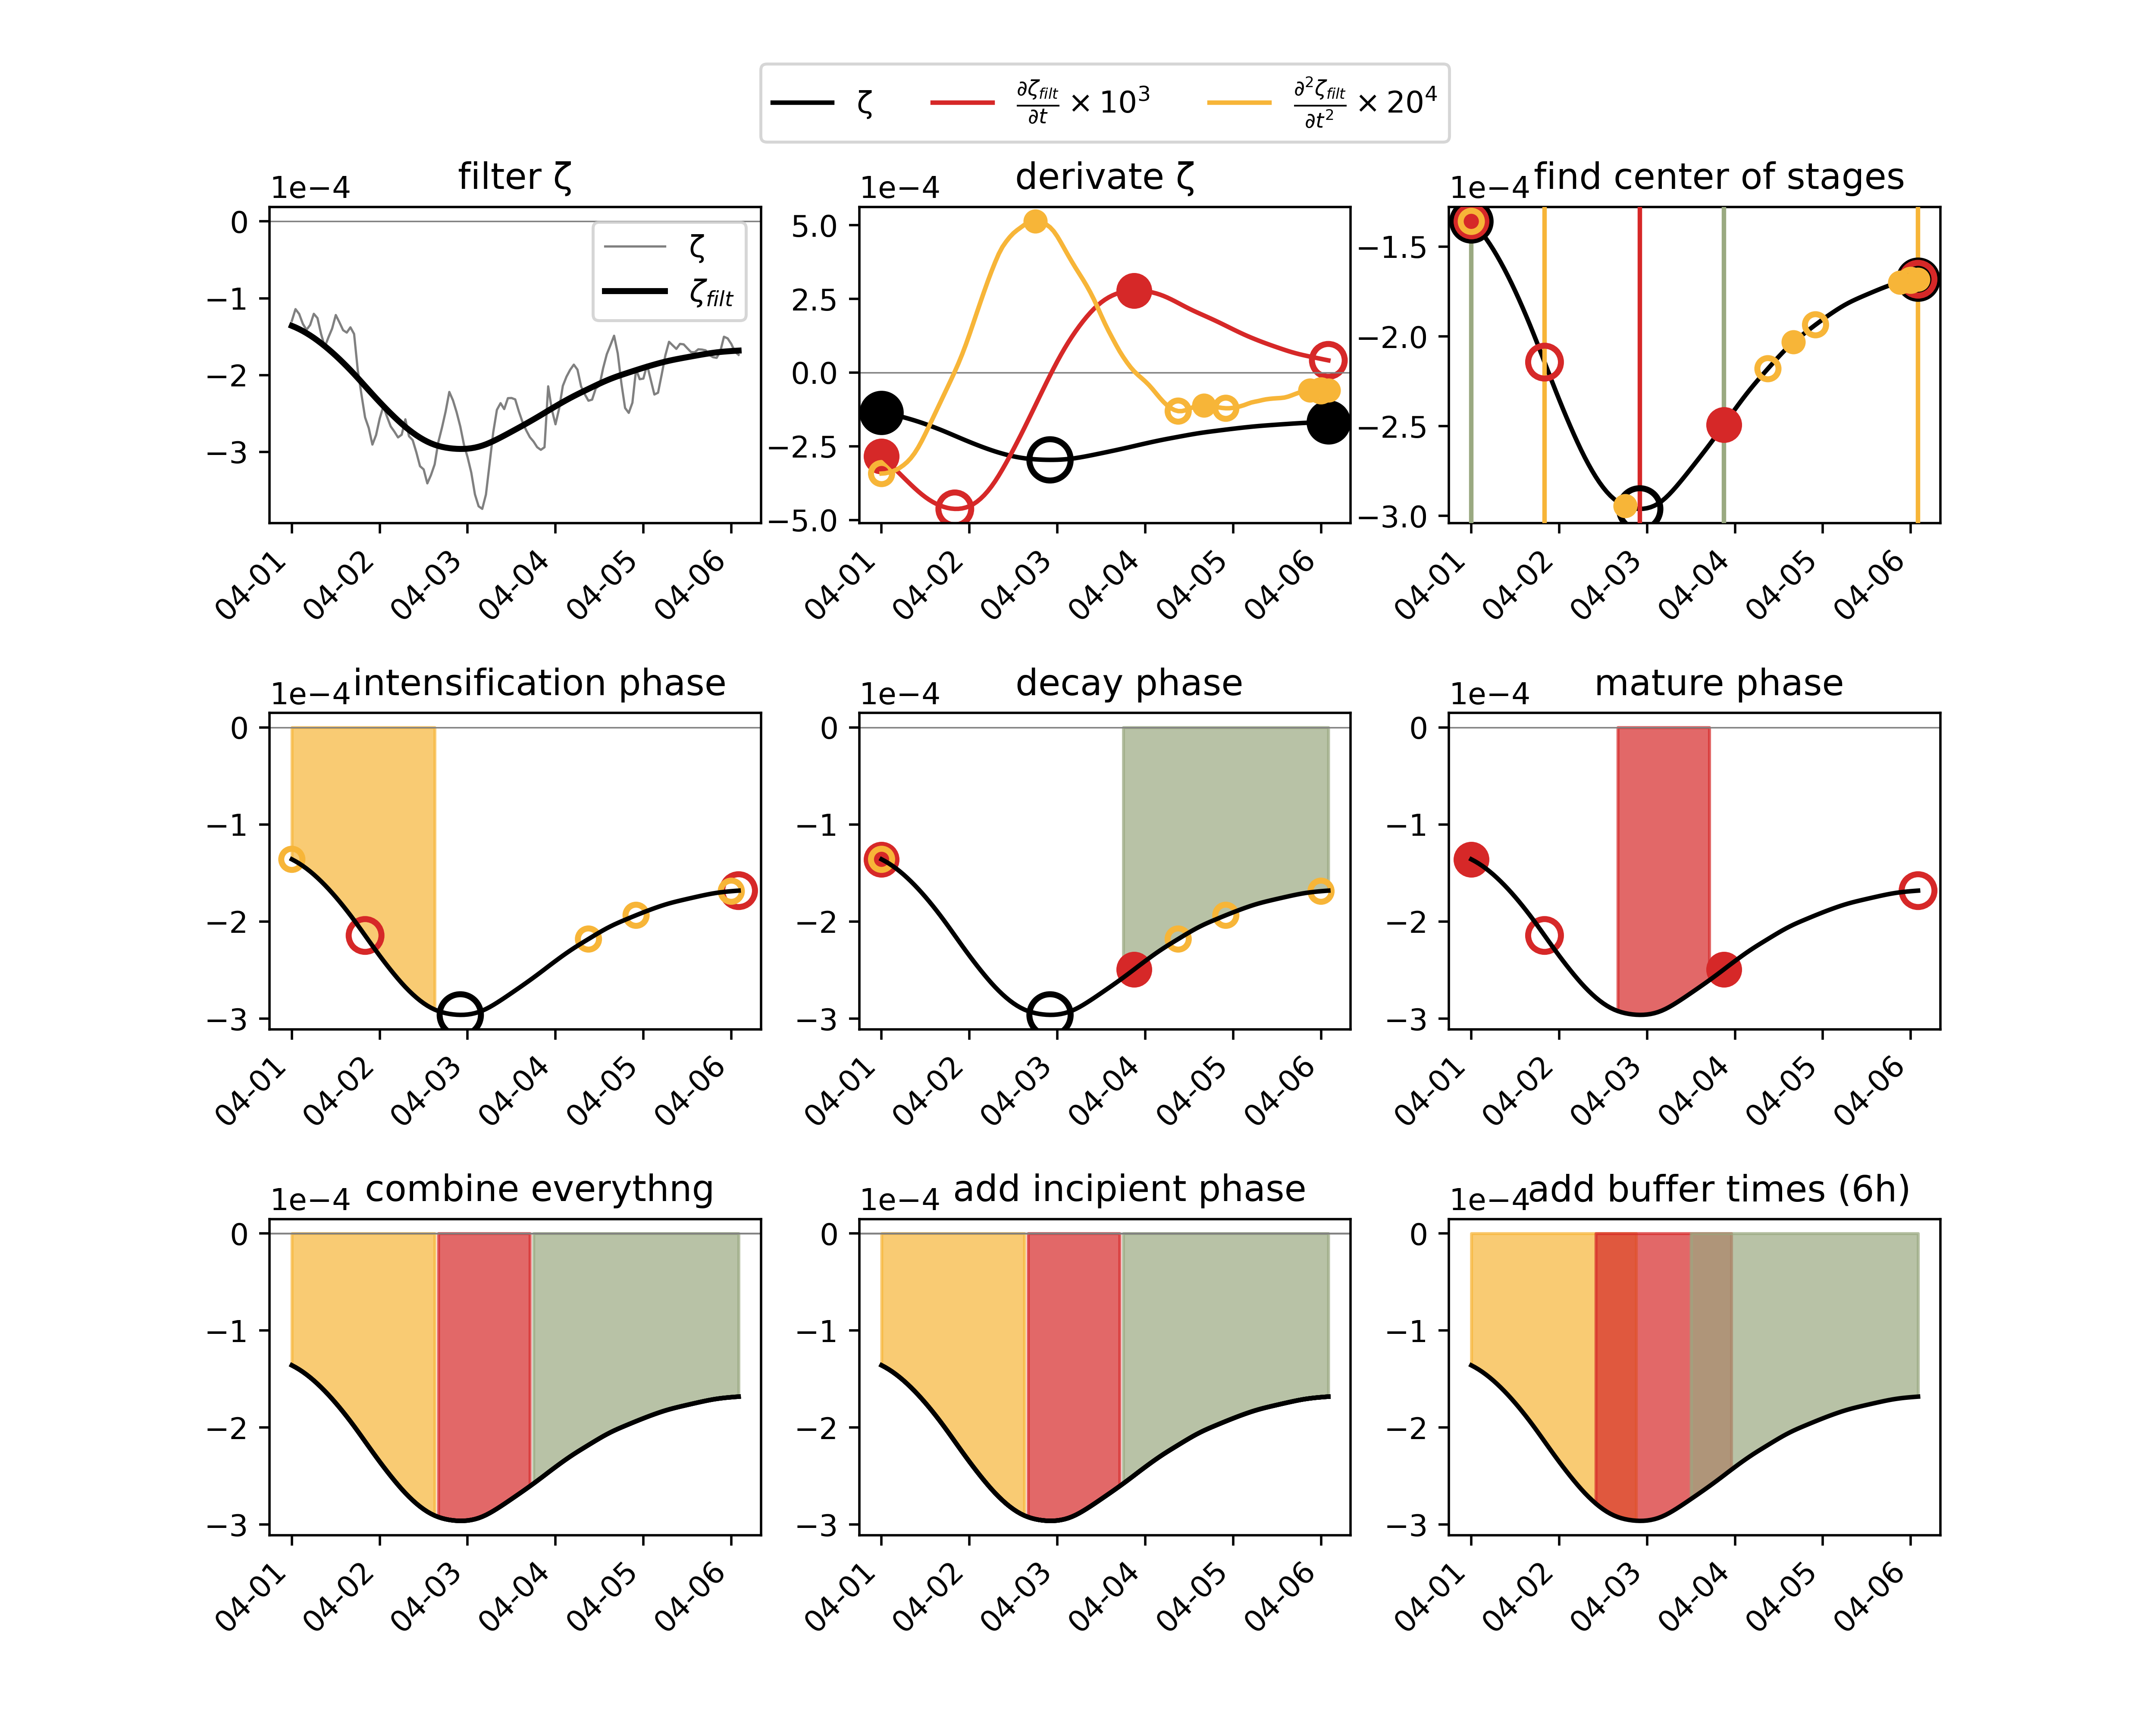 ζ ∂ζfilt/∂t × 10³ ∂²ζfilt/∂t² × 20⁴
filter ζ
1e−4
0
−1
−2
−3
ζ
ζfilt
04-01 04-02 04-03 04-04 04-05 04-06
derivate ζ
1e−4
5.0
2.5
0.0
−2.5
−5.0
04-01 04-02 04-03 04-04 04-05 04-06
find center of stages
1e−4
−1.5
−2.0
−2.5
−3.0
04-01 04-02 04-03 04-04 04-05 04-06
intensification phase
1e−4
0
−1
−2
−3
04-01 04-02 04-03 04-04 04-05 04-06
decay phase
1e−4
0
−1
−2
−3
04-01 04-02 04-03 04-04 04-05 04-06
mature phase
1e−4
0
−1
−2
−3
04-01 04-02 04-03 04-04 04-05 04-06
combine everythng
1e−4
0
−1
−2
−3
04-01 04-02 04-03 04-04 04-05 04-06
add incipient phase
1e−4
0
−1
−2
−3
04-01 04-02 04-03 04-04 04-05 04-06
add buffer times (6h)
1e−4
0
−1
−2
−3
04-01 04-02 04-03 04-04 04-05 04-06